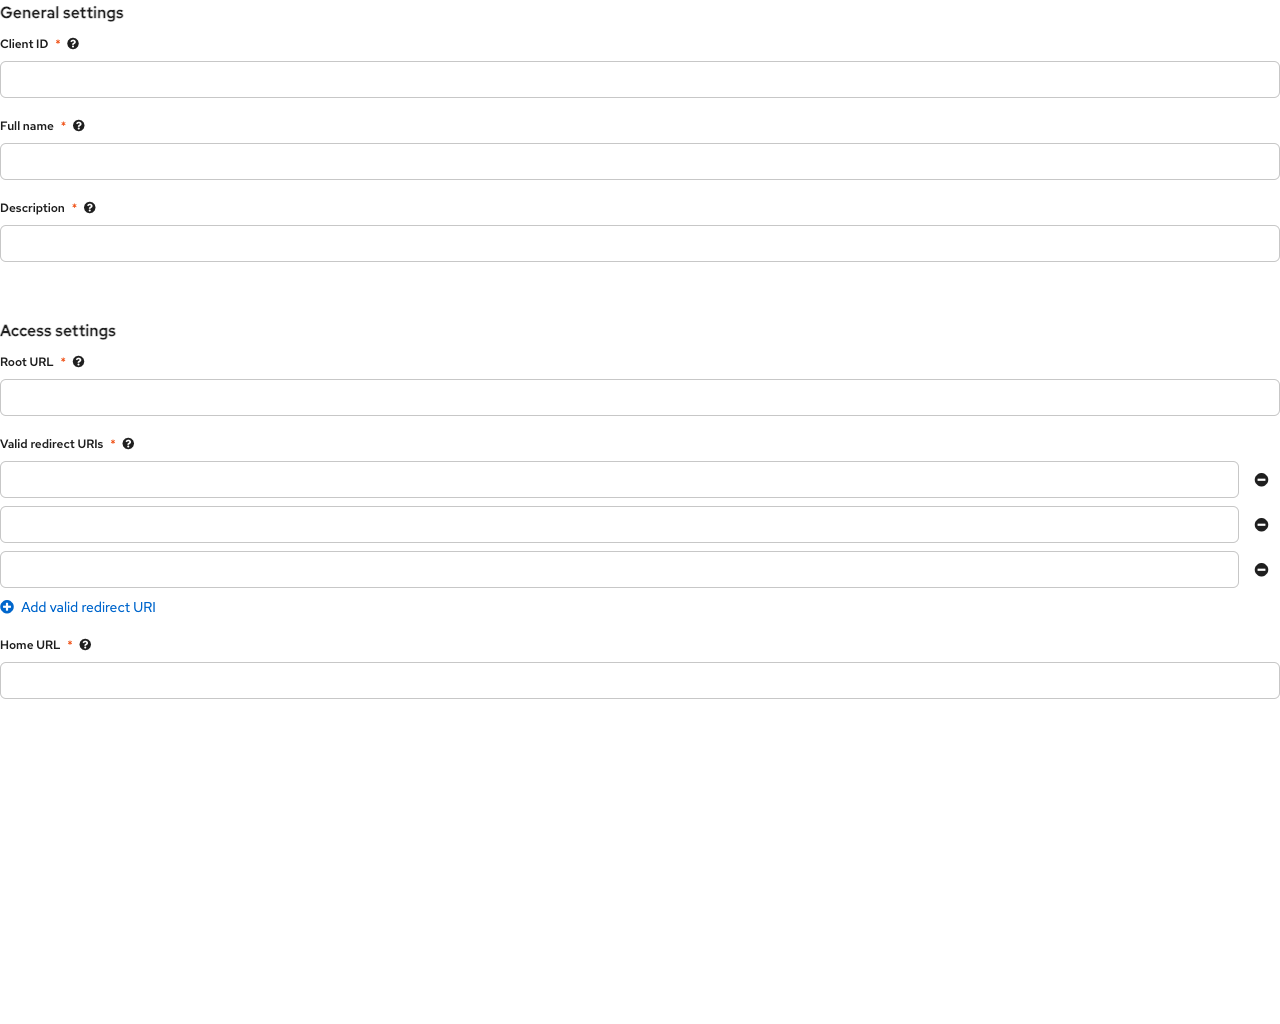 General settings
Client ID *
Full name *
Description *
Access settings
Root URL *
Valid redirect URIs *
Add valid redirect URI
Home URL *